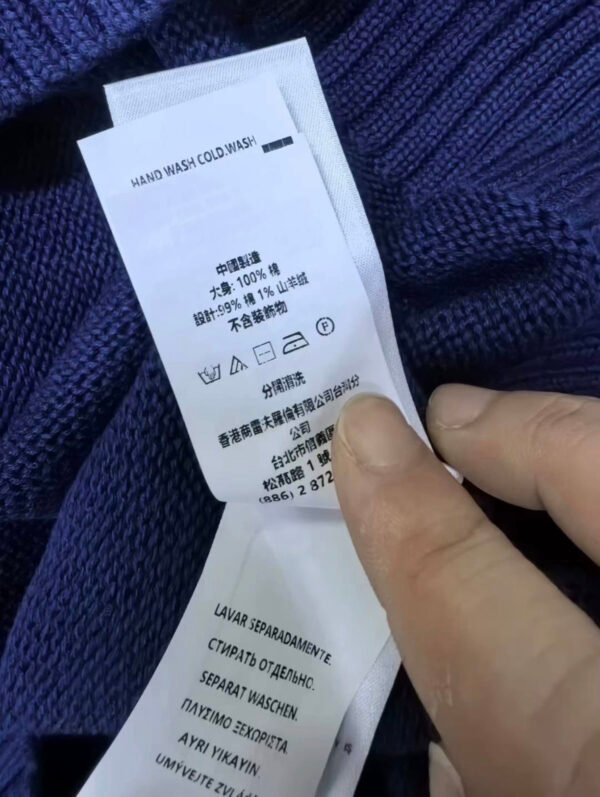 HAND WASH COLD.WASH
中國製造
大身: 100% 棉
設計:99% 棉 1% 山羊絨
不含裝飾物
P
分開清洗
香港商雷夫羅倫有限公司台灣分
公司
台北市信義區
松高路 1 號
(886) 2 872
LAVAR SEPARADAMENTE.
СТИРАТЬ ОТДЕЛЬНО.
SEPARAT WASCHEN.
ΠΛΥΣΙΜΟ ΞΕΧΩΡΙΣΤΑ
AYRI YIKAYIN.
UMÝVEJTE